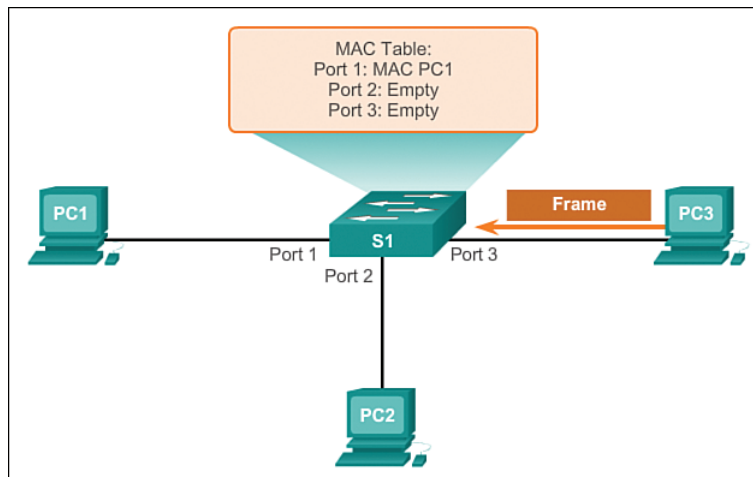 MAC Table:
Port 1: MAC PC1
Port 2: Empty
Port 3: Empty
PC1
Frame
PC3
S1
Port 1
Port 3
Port 2
PC2